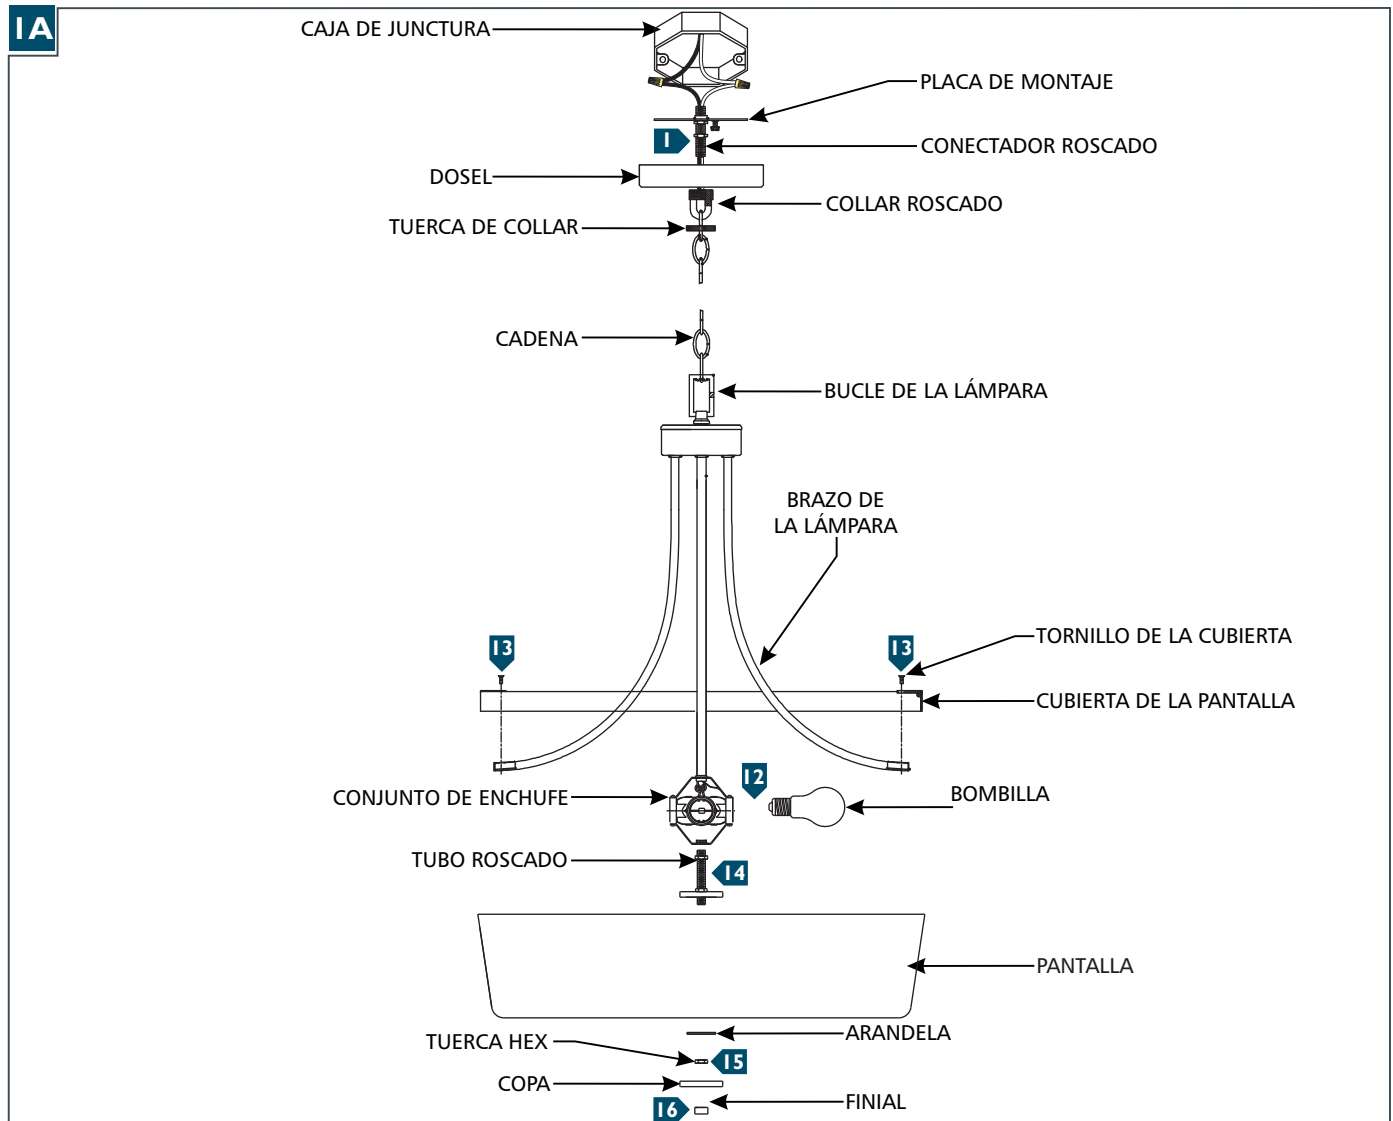 1A
CAJA DE JUNCTURA
PLACA DE MONTAJE
1
CONECTADOR ROSCADO
DOSEL
COLLAR ROSCADO
TUERCA DE COLLAR
CADENA
BUCLE DE LA LÁMPARA
BRAZO DE
LA LÁMPARA
13
13
TORNILLO DE LA CUBIERTA
CUBIERTA DE LA PANTALLA
12
CONJUNTO DE ENCHUFE
BOMBILLA
TUBO ROSCADO
14
PANTALLA
ARANDELA
TUERCA HEX
15
COPA
FINIAL
16